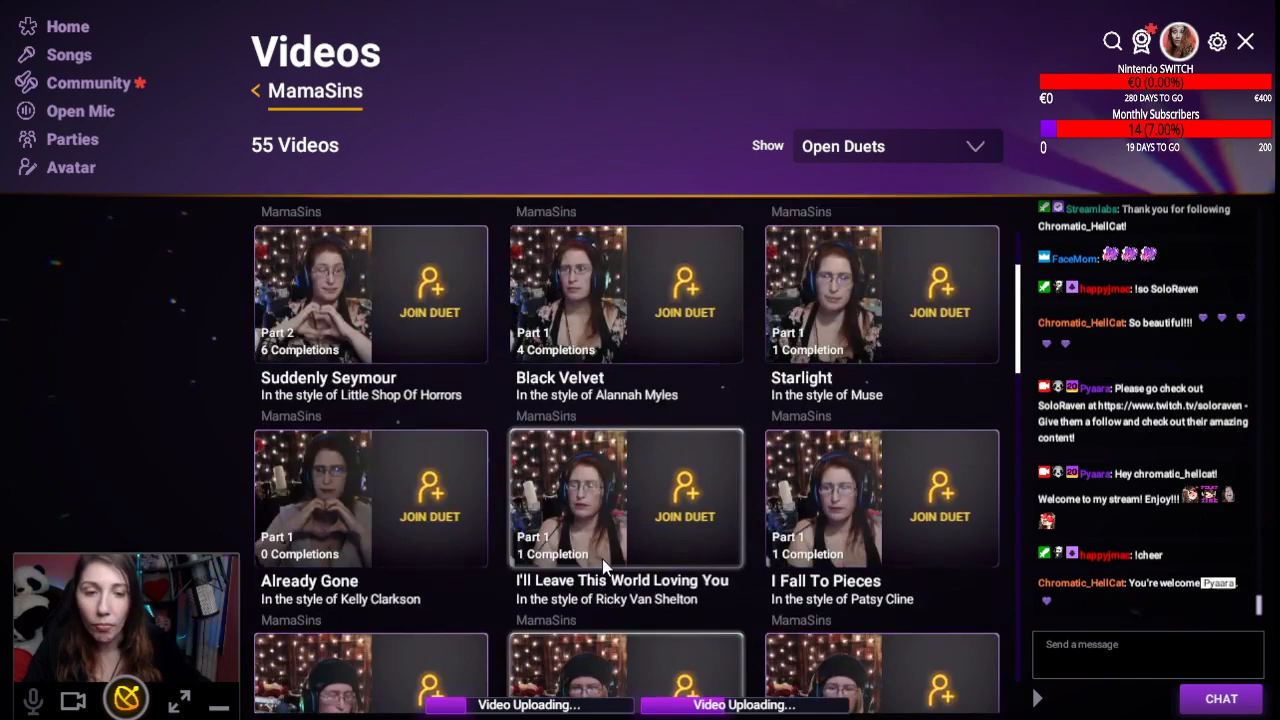 Home
Songs
Community *
Open Mic
Parties
Avatar
Videos
< MamaSins
55 Videos
Show
Open Duets
Nintendo SWITCH
€0 (0.00%)
€0
280 DAYS TO GO
€400
Monthly Subscribers
14 (7.00%)
0
19 DAYS TO GO
200
MamaSins
MamaSins
MamaSins
JOIN DUET
JOIN DUET
JOIN DUET
Part 2
6 Completions
Part 1
4 Completions
Part 1
1 Completion
Suddenly Seymour
In the style of Little Shop Of Horrors
MamaSins
Black Velvet
In the style of Alannah Myles
MamaSins
Starlight
In the style of Muse
MamaSins
JOIN DUET
JOIN DUET
JOIN DUET
Part 1
0 Completions
Part 1
1 Completion
Part 1
1 Completion
Already Gone
In the style of Kelly Clarkson
MamaSins
I'll Leave This World Loving You
In the style of Ricky Van Shelton
MamaSins
I Fall To Pieces
In the style of Patsy Cline
MamaSins
Video Uploading...
Video Uploading...
Streamlabs: Thank you for following
Chromatic_HellCat!
FaceMom:
happyjmac: !so SoloRaven
Chromatic_HellCat: So beautiful!!!
20 Pyaara: Please go check out
SoloRaven at https://www.twitch.tv/soloraven -
Give them a follow and check out their amazing
content!
20 Pyaara: Hey chromatic_hellcat!
Welcome to my stream! Enjoy!!!
happyjmac: !cheer
Chromatic_HellCat: You're welcome Pyaara.
Send a message
CHAT